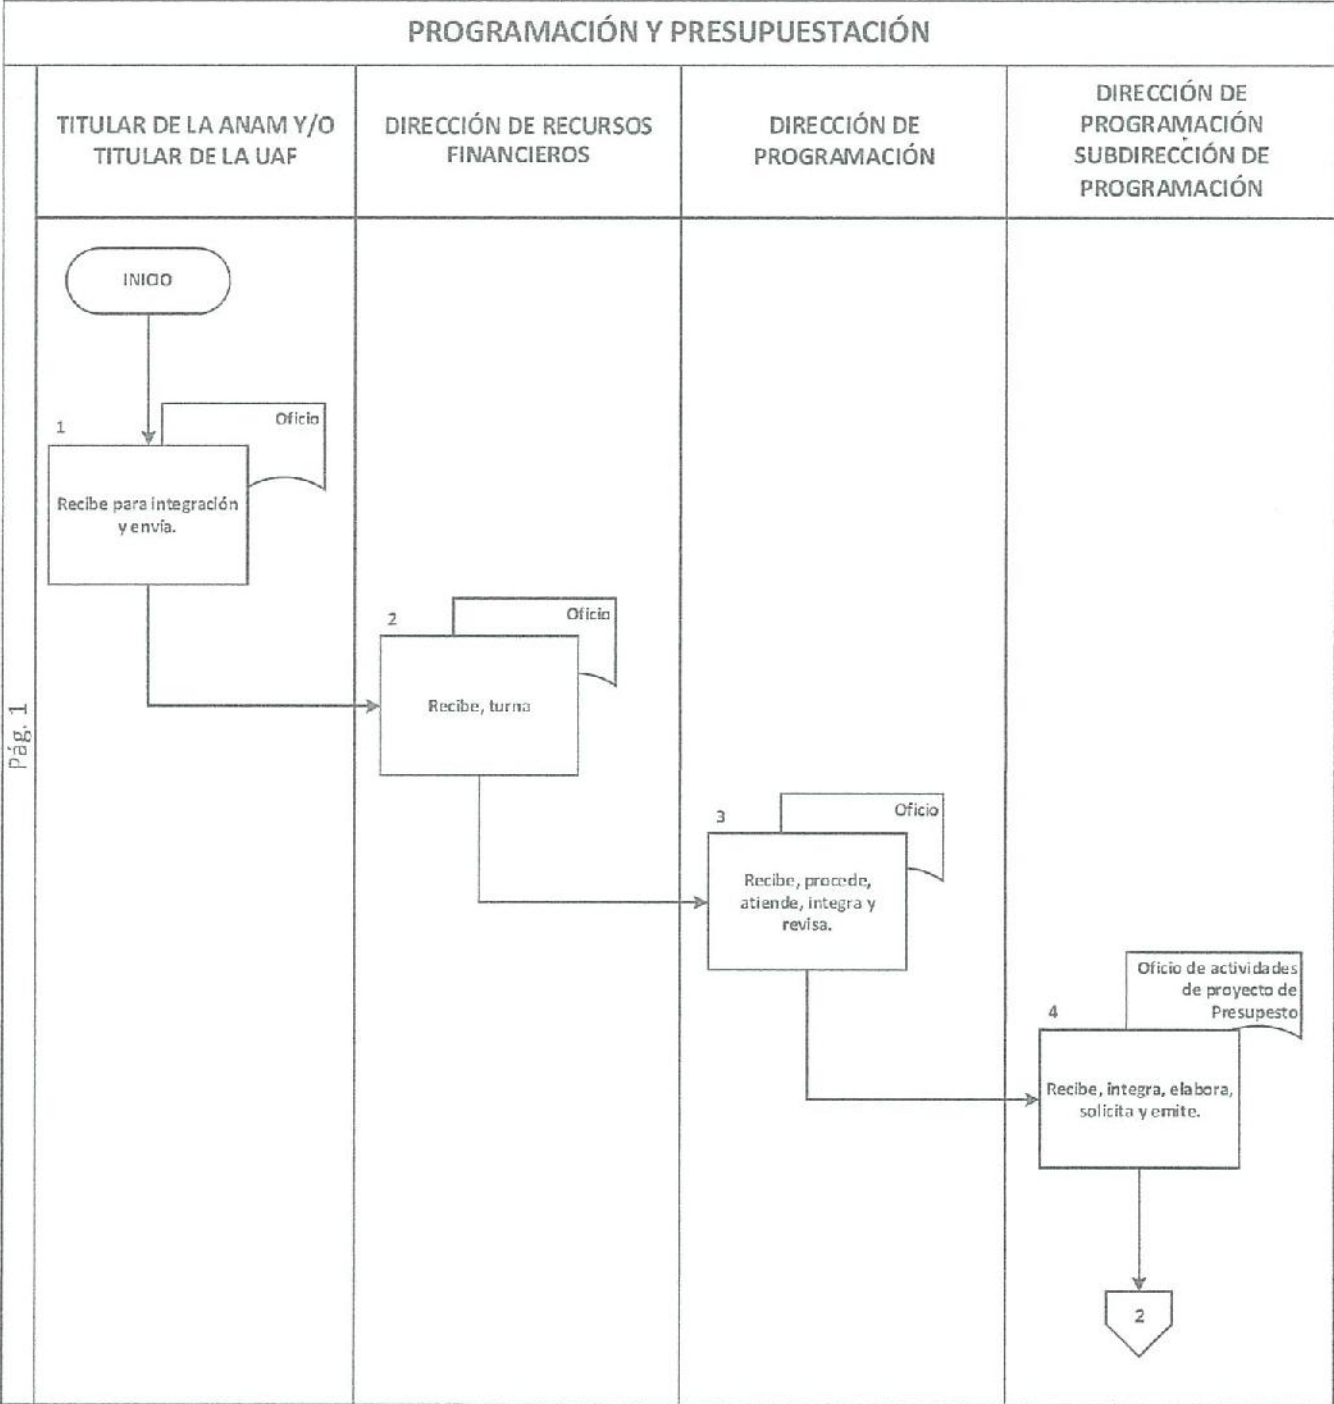 PROGRAMACIÓN Y PRESUPUESTACIÓN
TITULAR DE LA ANAM Y/O
TITULAR DE LA UAF
DIRECCIÓN DE RECURSOS
FINANCIEROS
DIRECCIÓN DE
PROGRAMACIÓN
DIRECCIÓN DE
PROGRAMACIÓN
SUBDIRECCIÓN DE
PROGRAMACIÓN
Pág. 1
INICIO
1
Oficio
Recibe para integración
y envía.
2
Oficio
Recibe, turna
3
Oficio
Recibe, procede,
atiende, integra y
revisa.
4
Oficio de actividades
de proyecto de
Presupesto
Recibe, integra, elabora,
solicita y emite.
2